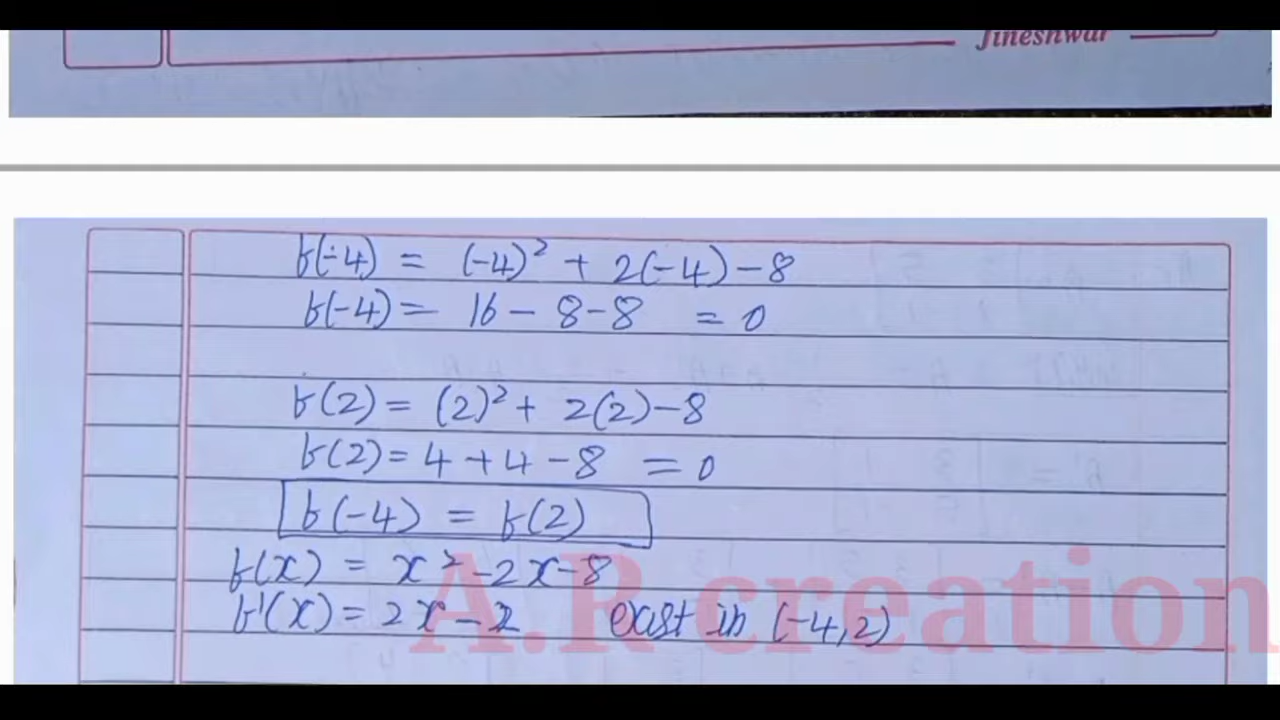 Jineshwar
f(-4) = (-4)² + 2(-4) - 8
f(-4) = 16 - 8 - 8 = 0
f(2) = (2)² + 2(2) - 8
f(2) = 4 + 4 - 8 = 0
f(-4) = f(2)
f(x) = x² - 2x - 8
f'(x) = 2x - 2 exist in (-4, 2)
A.R creation